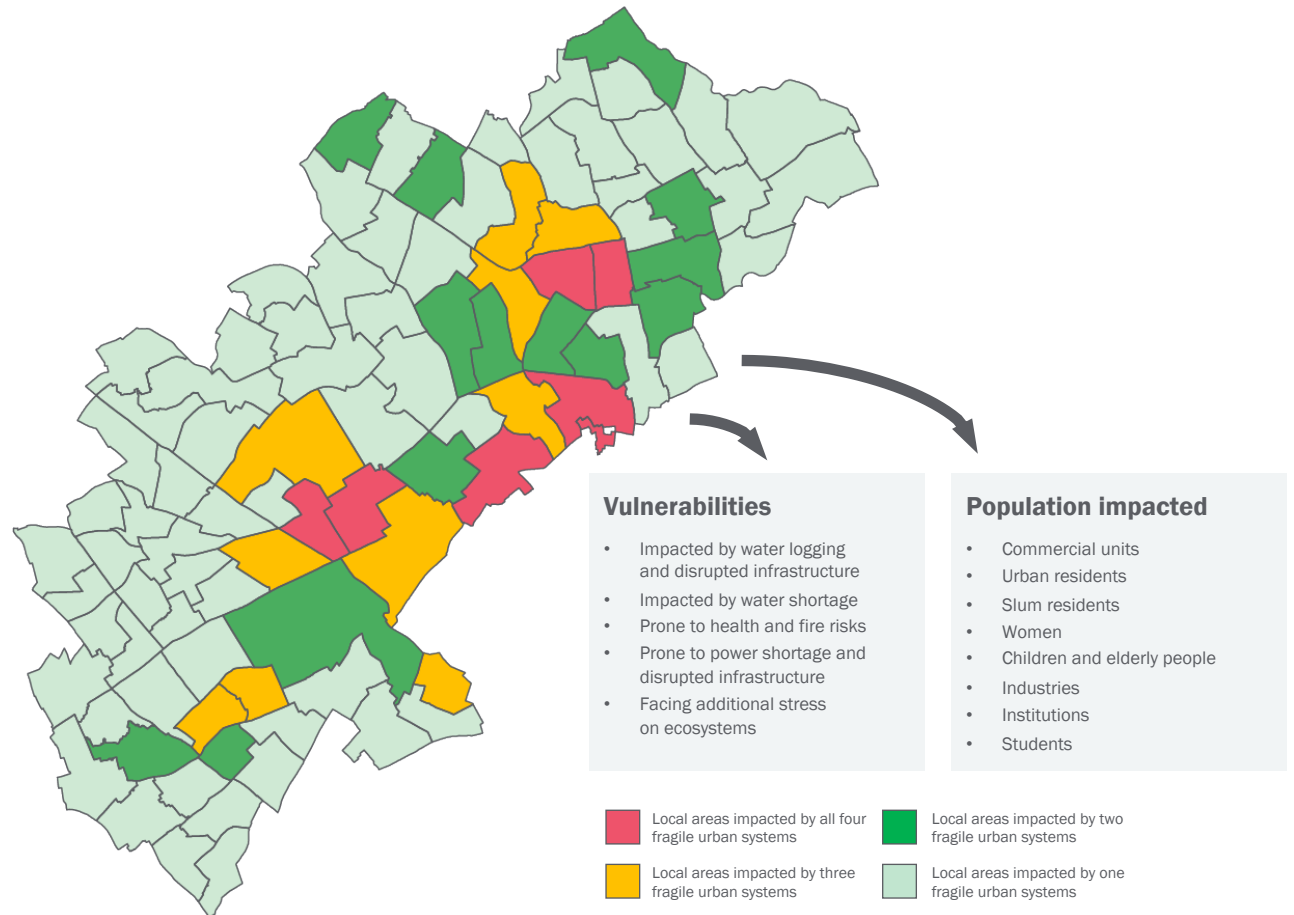 Vulnerabilities
• Impacted by water logging
and disrupted infrastructure
• Impacted by water shortage
• Prone to health and fire risks
• Prone to power shortage and
disrupted infrastructure
• Facing additional stress
on ecosystems
Population impacted
• Commercial units
• Urban residents
• Slum residents
• Women
• Children and elderly people
• Industries
• Institutions
• Students
Local areas impacted by all four
fragile urban systems
Local areas impacted by two
fragile urban systems
Local areas impacted by three
fragile urban systems
Local areas impacted by one
fragile urban systems